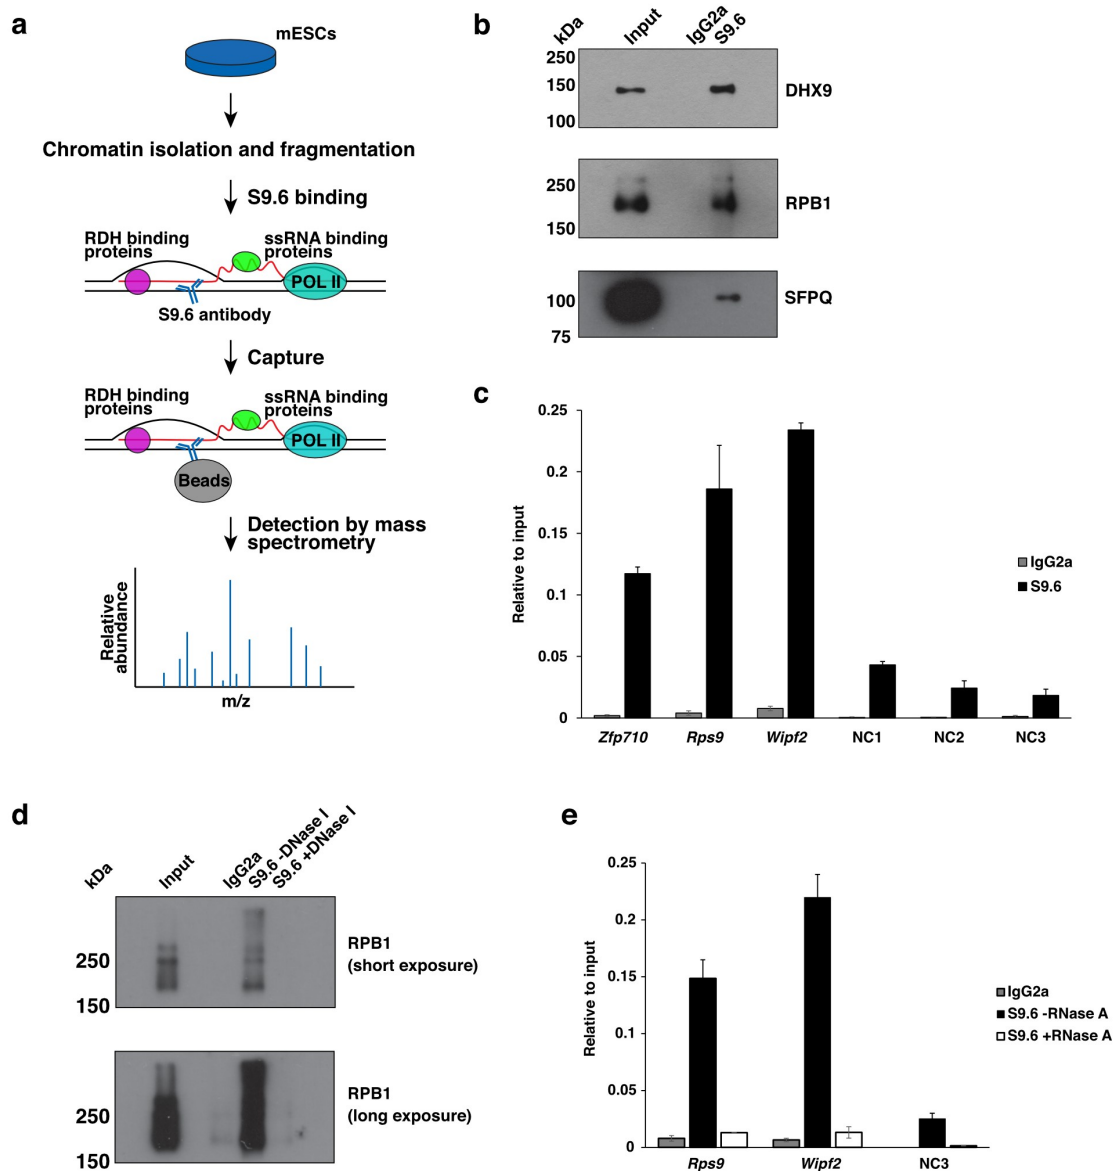 a
mESCs
Chromatin isolation and fragmentation
S9.6 binding
RDH binding
proteins
ssRNA binding
proteins
POL II
S9.6 antibody
Capture
RDH binding
proteins
ssRNA binding
proteins
POL II
Beads
Detection by mass
spectrometry
Relative
abundance
m/z
b
kDa
Input
IgG2a
S9.6
250
150
100
DHX9
250
150
RPB1
100
75
SFPQ
c
0.25
0.2
0.15
0.1
0.05
0
Relative to input
IgG2a
S9.6
Zfp710
Rps9
Wipf2
NC1
NC2
NC3
d
kDa
Input
IgG2a
S9.6 -DNase I
S9.6 +DNase I
250
150
RPB1
(short exposure)
250
150
RPB1
(long exposure)
e
0.25
0.2
0.15
0.1
0.05
0
Relative to input
IgG2a
S9.6 -RNase A
S9.6 +RNase A
Rps9
Wipf2
NC3